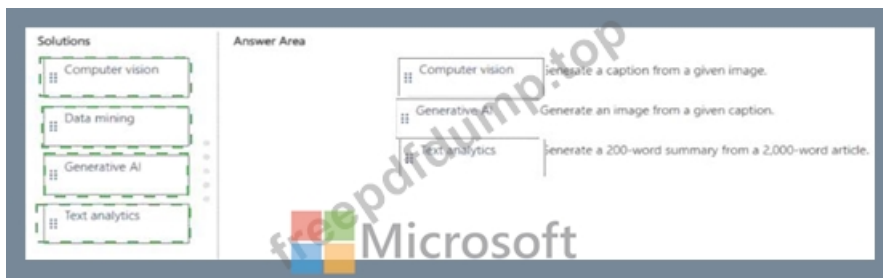 Solutions
Answer Area
Computer vision
Data mining
Generative AI
Text analytics
Computer vision
Generate a caption from a given image.
Generative AI
Generate an image from a given caption.
Text analytics
Generate a 200-word summary from a 2,000-word article.
freepdfdump.top
Microsoft